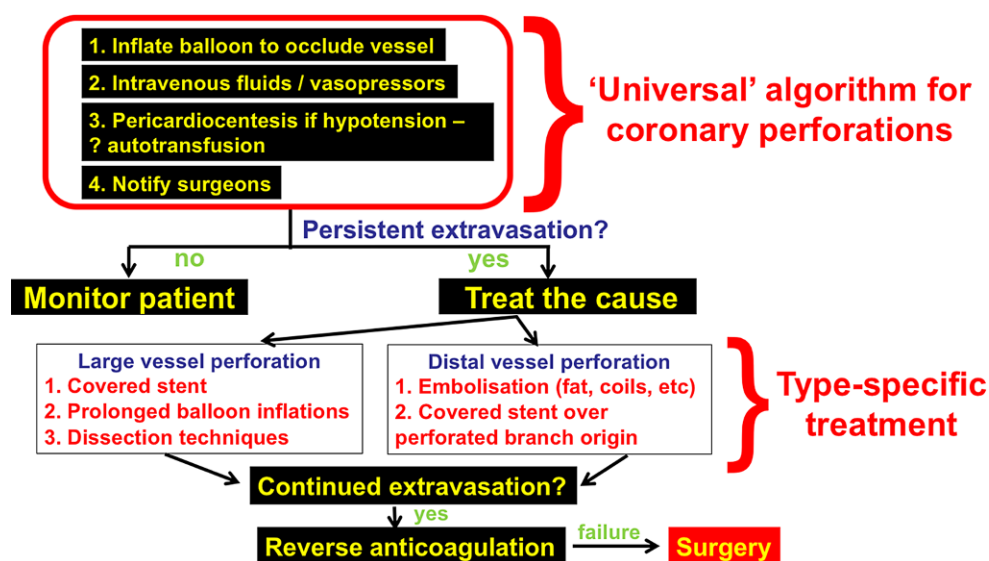 1. Inflate balloon to occlude vessel
2. Intravenous fluids / vasopressors
3. Pericardiocentesis if hypotension –
? autotransfusion
4. Notify surgeons
‘Universal’ algorithm for
coronary perforations
Persistent extravasation?
no
yes
Monitor patient
Treat the cause
Large vessel perforation
1. Covered stent
2. Prolonged balloon inflations
3. Dissection techniques
Distal vessel perforation
1. Embolisation (fat, coils, etc)
2. Covered stent over
perforated branch origin
Type-specific
treatment
Continued extravasation?
yes
Reverse anticoagulation
failure
Surgery